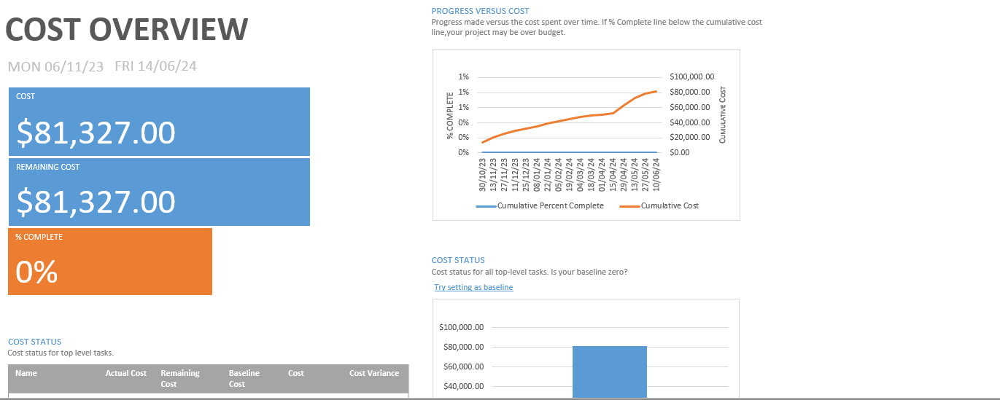 COST OVERVIEW
MON 06/11/23 FRI 14/06/24
COST
$81,327.00
REMAINING COST
$81,327.00
% COMPLETE
0%
COST STATUS
Cost status for top level tasks.
Name Actual Cost Remaining Cost Baseline Cost Cost Cost Variance
PROGRESS VERSUS COST
Progress made versus the cost spent over time. If % Complete line below the cumulative cost
line,your project may be over budget.
% COMPLETE
1%
1%
1%
0%
0%
0%
$100,000.00
$80,000.00
$60,000.00
$40,000.00
$20,000.00
$0.00
CUMULATIVE COST
30/10/23
13/11/23
27/11/23
11/12/23
25/12/23
08/01/24
22/01/24
05/02/24
19/02/24
04/03/24
18/03/24
01/04/24
15/04/24
29/04/24
13/05/24
27/05/24
10/06/24
Cumulative Percent Complete Cumulative Cost
COST STATUS
Cost status for all top-level tasks. Is your baseline zero?
Try setting as baseline
$100,000.00
$80,000.00
$60,000.00
$40,000.00